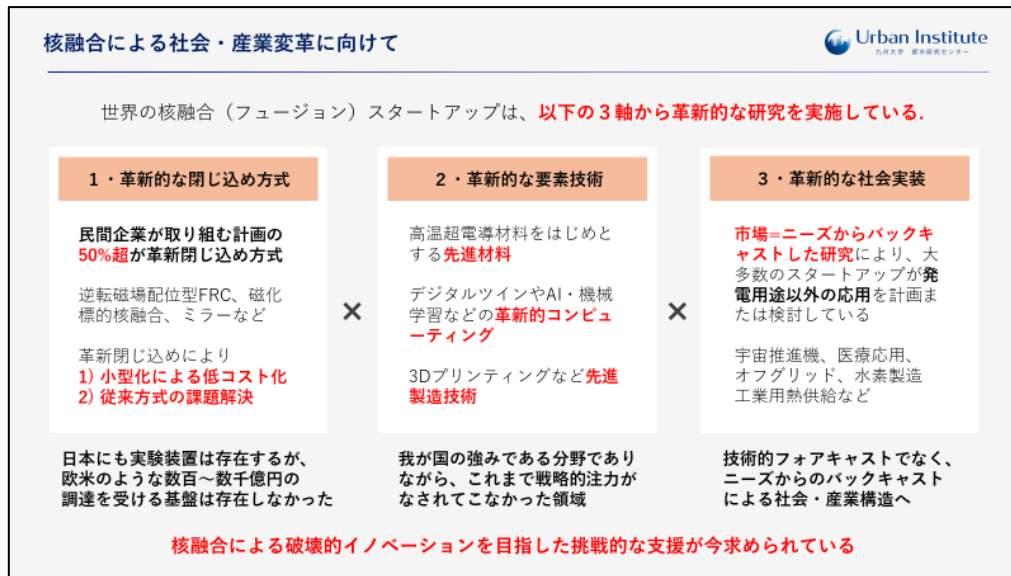 核融合による社会・産業変革に向けて
Urban Institute
九州大学 都市研究センター
世界の核融合（フュージョン）スタートアップは、以下の３軸から革新的な研究を実施している.
1・革新的な閉じ込め方式
民間企業が取り組む計画の
50%超が革新閉じ込め方式
逆転磁場配位型FRC、磁化
標的核融合、ミラーなど
革新閉じ込めにより
1) 小型化による低コスト化
2) 従来方式の課題解決
×
2・革新的な要素技術
高温超電導材料をはじめと
する先進材料
デジタルツインやAI・機械
学習などの革新的コンピュ
ーティング
3Dプリンティングなど先進
製造技術
×
3・革新的な社会実装
市場=ニーズからバックキ
ャストした研究により、大
多数のスタートアップが発
電用途以外の応用を計画ま
たは検討している
宇宙推進機、医療応用、
オフグリッド、水素製造
工業用熱供給など
日本にも実験装置は存在するが、
欧米のような数百～数千億円の
調達を受ける基盤は存在しなかった
我が国の強みである分野であり
ながら、これまで戦略的注力が
なされてこなかった領域
技術的フォアキャストでなく、
ニーズからのバックキャスト
による社会・産業構造へ
核融合による破壊的イノベーションを目指した挑戦的な支援が今求められている